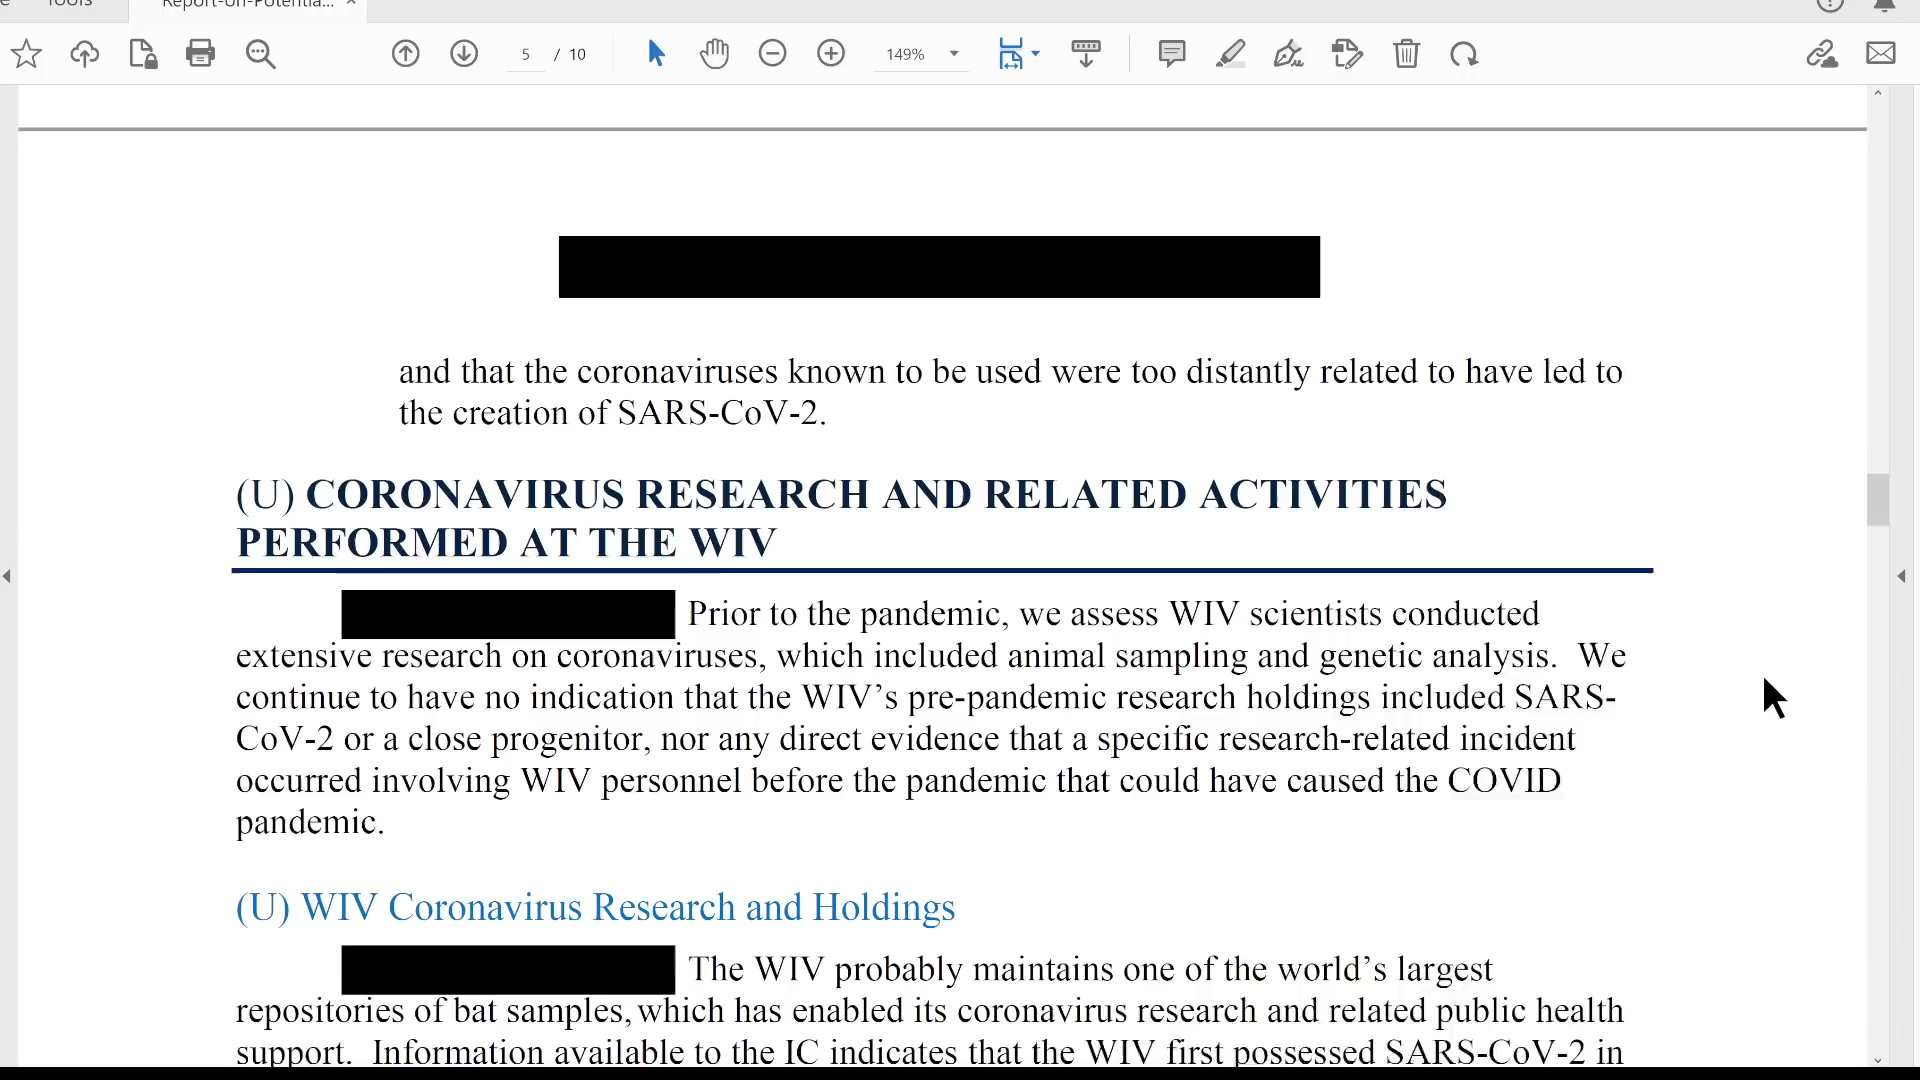 Tools
Report-on-Potentia... ×
5 / 10
149%
and that the coronaviruses known to be used were too distantly related to have led to
the creation of SARS-CoV-2.
(U) CORONAVIRUS RESEARCH AND RELATED ACTIVITIES
PERFORMED AT THE WIV
Prior to the pandemic, we assess WIV scientists conducted
extensive research on coronaviruses, which included animal sampling and genetic analysis. We
continue to have no indication that the WIV’s pre-pandemic research holdings included SARS-
CoV-2 or a close progenitor, nor any direct evidence that a specific research-related incident
occurred involving WIV personnel before the pandemic that could have caused the COVID
pandemic.
(U) WIV Coronavirus Research and Holdings
The WIV probably maintains one of the world’s largest
repositories of bat samples, which has enabled its coronavirus research and related public health
support. Information available to the IC indicates that the WIV first possessed SARS-CoV-2 in